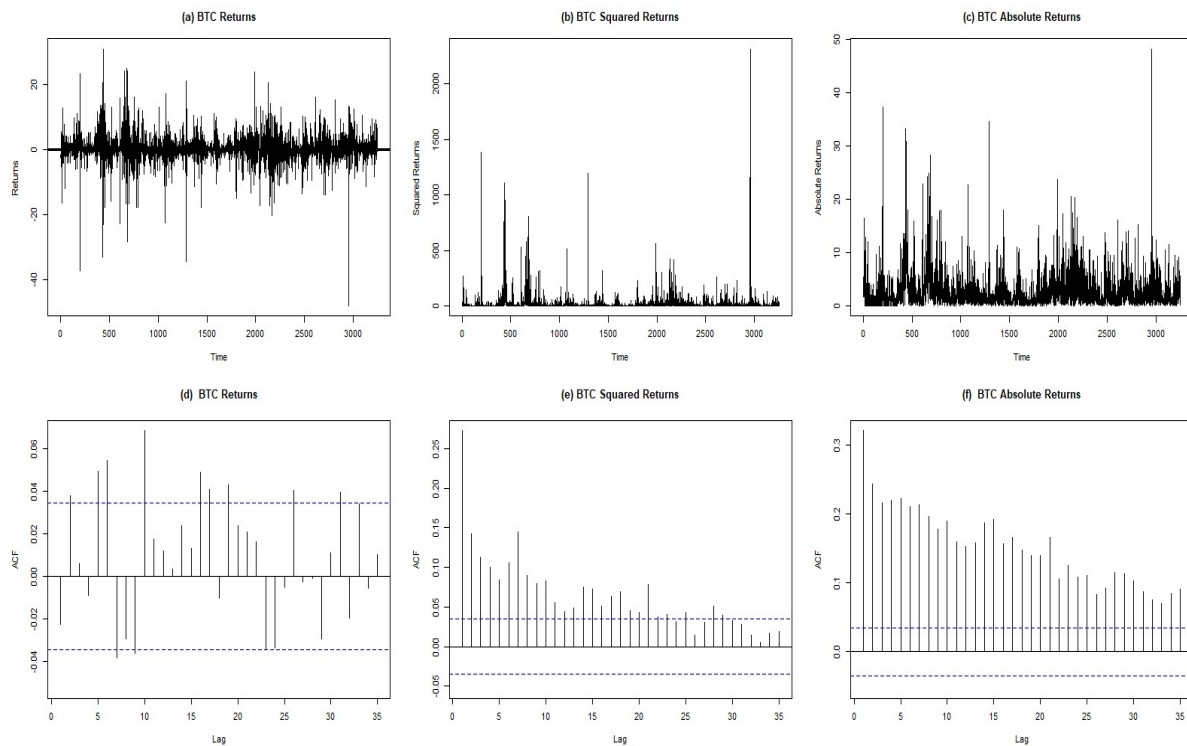 (a) BTC Returns
Returns
20
0
-20
-40
0 500 1000 1500 2000 2500 3000
Time
(b) BTC Squared Returns
Squared Returns
2000
1500
1000
500
0
0 500 1000 1500 2000 2500 3000
Time
(c) BTC Absolute Returns
Absolute Returns
50
40
30
20
10
0
0 500 1000 1500 2000 2500 3000
Time
(d) BTC Returns
ACF
0.06
0.04
0.02
0.00
-0.02
-0.04
0 5 10 15 20 25 30 35
Lag
(e) BTC Squared Returns
ACF
0.25
0.20
0.15
0.10
0.05
0.00
-0.05
0 5 10 15 20 25 30 35
Lag
(f) BTC Absolute Returns
ACF
0.3
0.2
0.1
0.0
0 5 10 15 20 25 30 35
Lag